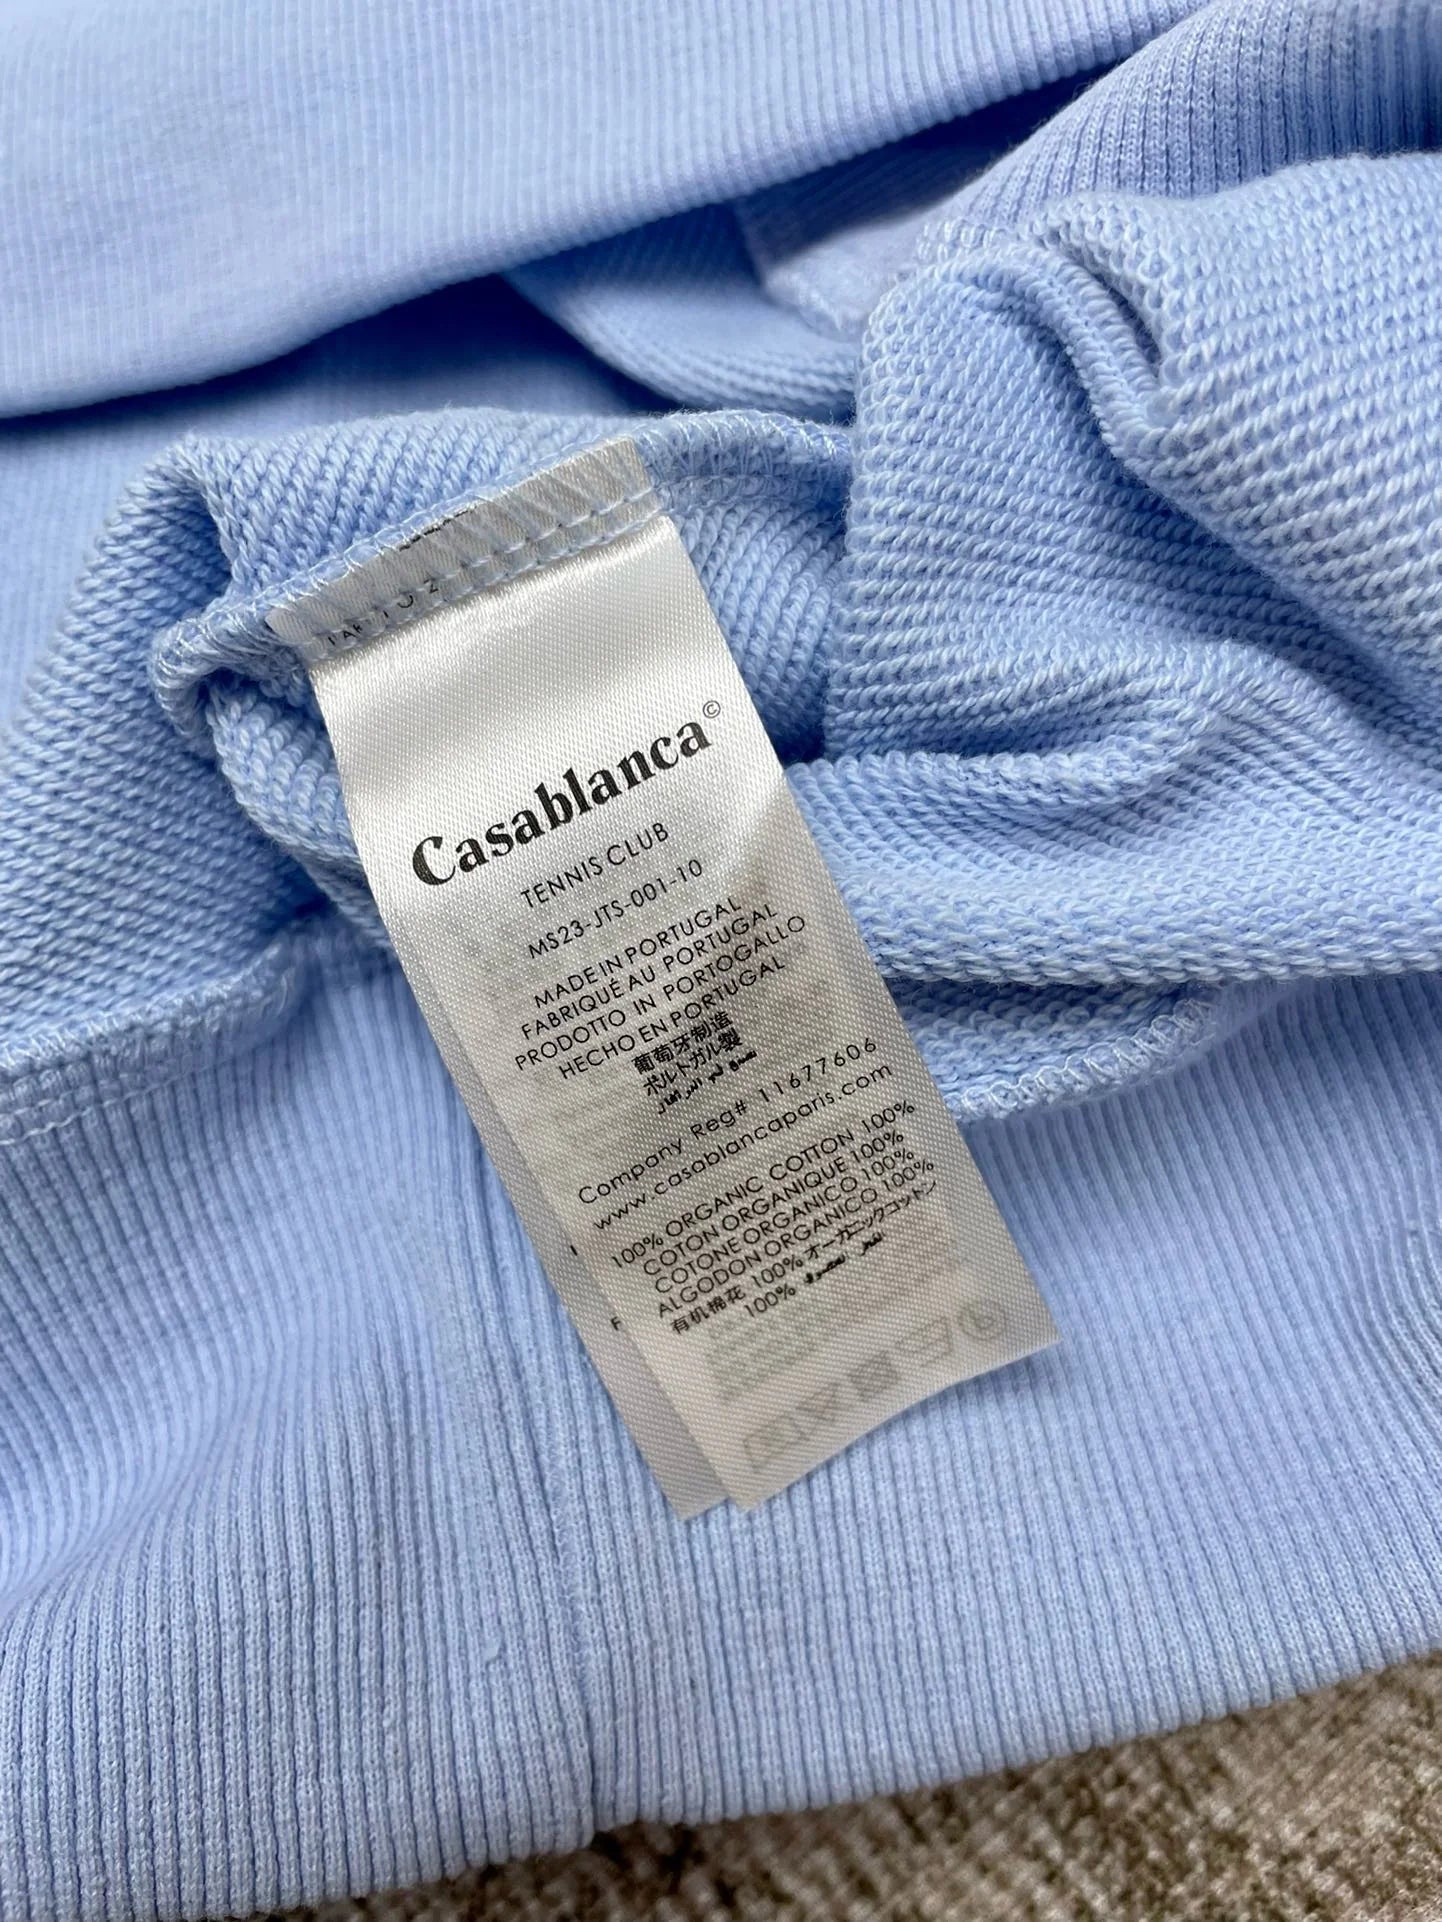 Casablanca©
TENNIS CLUB
MS23-JTS-001-10
MADE IN PORTUGAL
FABRIQUÉ AU PORTUGAL
PRODOTTO IN PORTOGALLO
HECHO EN PORTUGAL
葡萄牙制造
ポルトガル製
Company Reg# 11677606
www.casablancaparis.com
100% ORGANIC COTTON 100%
COTON ORGANIQUE 100%
COTONE ORGANICO 100%
ALGODON ORGANICO 100%
有机棉花 100% オーガニックコットン
100%